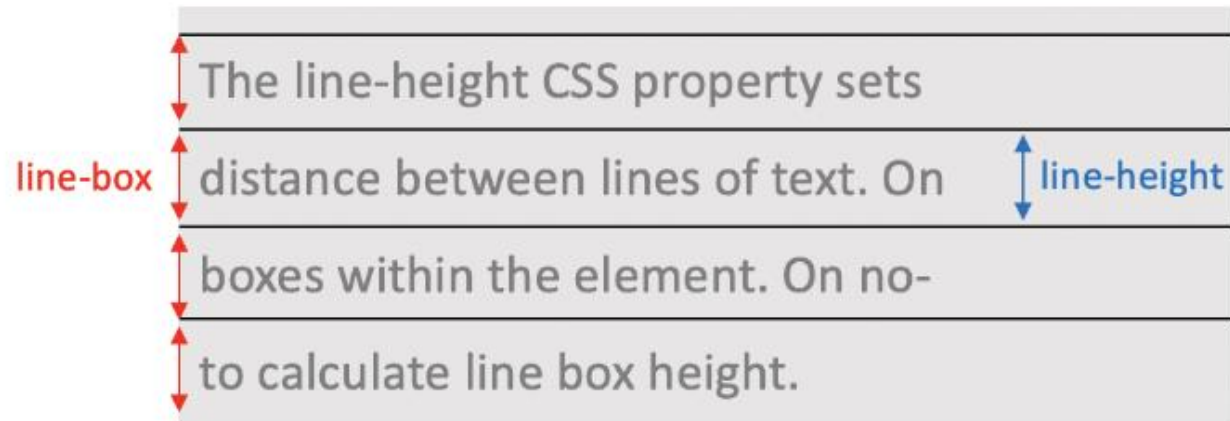 The line-height CSS property sets
line-box distance between lines of text. On line-height
boxes within the element. On no-
to calculate line box height.